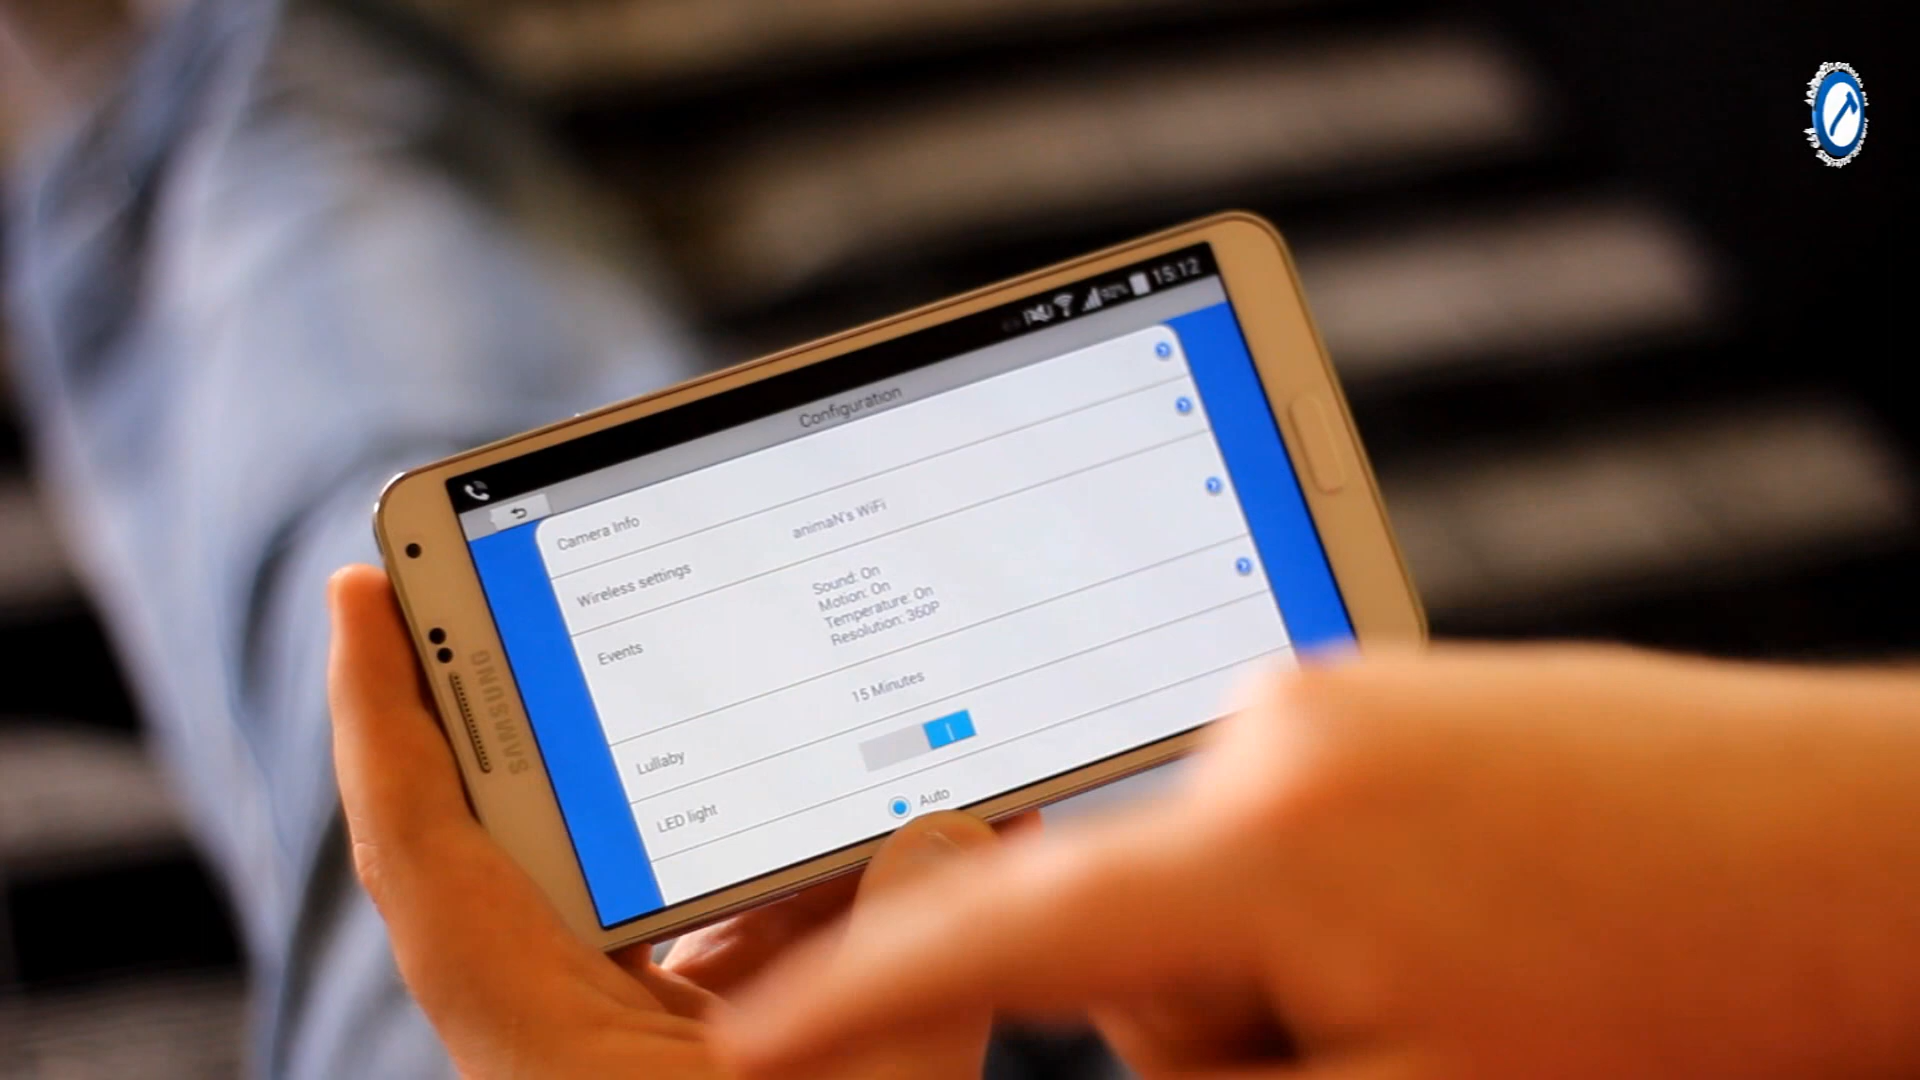 15:12
92%
Configuration
Camera Info
Wireless settings
animaN's WiFi
Events
Sound: On
Motion: On
Temperature: On
Resolution: 360P
Lullaby
15 Minutes
LED light
Auto
SAMSUNG